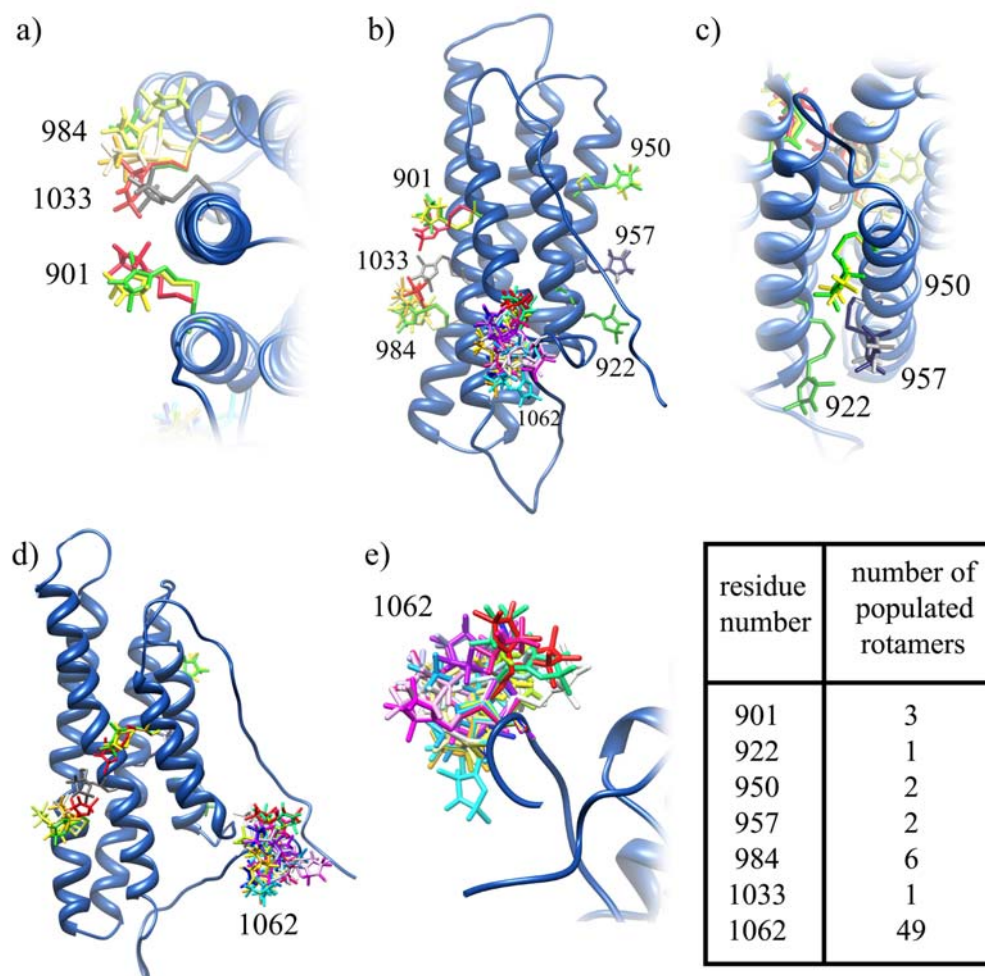 a)
984
1033
901
b)
950
901
957
1033
984
922
1062
c)
950
957
922
d)
1062
e)
1062
residue number of
number populated
rotamers
901 3
922 1
950 2
957 2
984 6
1033 1
1062 49